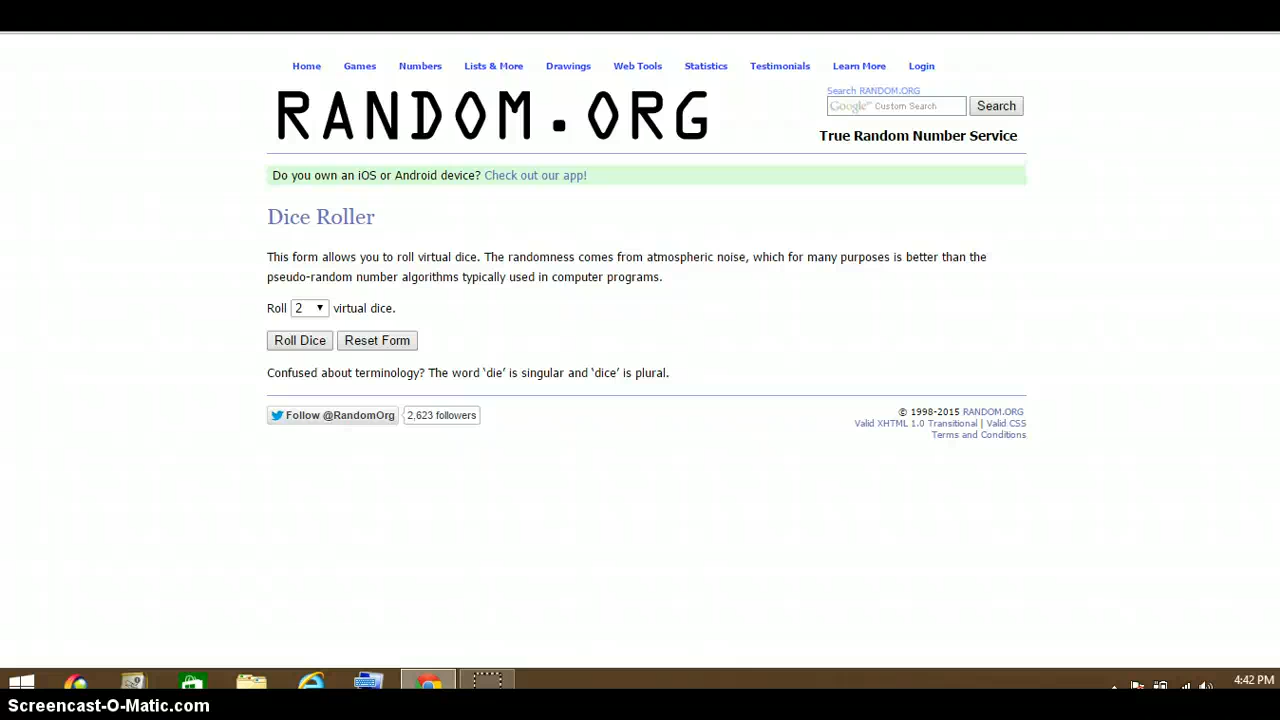 Home Games Numbers Lists & More Drawings Web Tools Statistics Testimonials Learn More Login
RANDOM.ORG
Search RANDOM.ORG
Google™ Custom Search Search
True Random Number Service
Do you own an iOS or Android device? Check out our app!
Dice Roller
This form allows you to roll virtual dice. The randomness comes from atmospheric noise, which for many purposes is better than the
pseudo-random number algorithms typically used in computer programs.
Roll 2 virtual dice.
Roll Dice Reset Form
Confused about terminology? The word ‘die’ is singular and ‘dice’ is plural.
Follow @RandomOrg 2,623 followers
© 1998-2015 RANDOM.ORG
Valid XHTML 1.0 Transitional | Valid CSS
Terms and Conditions
4:42 PM
Screencast-O-Matic.com